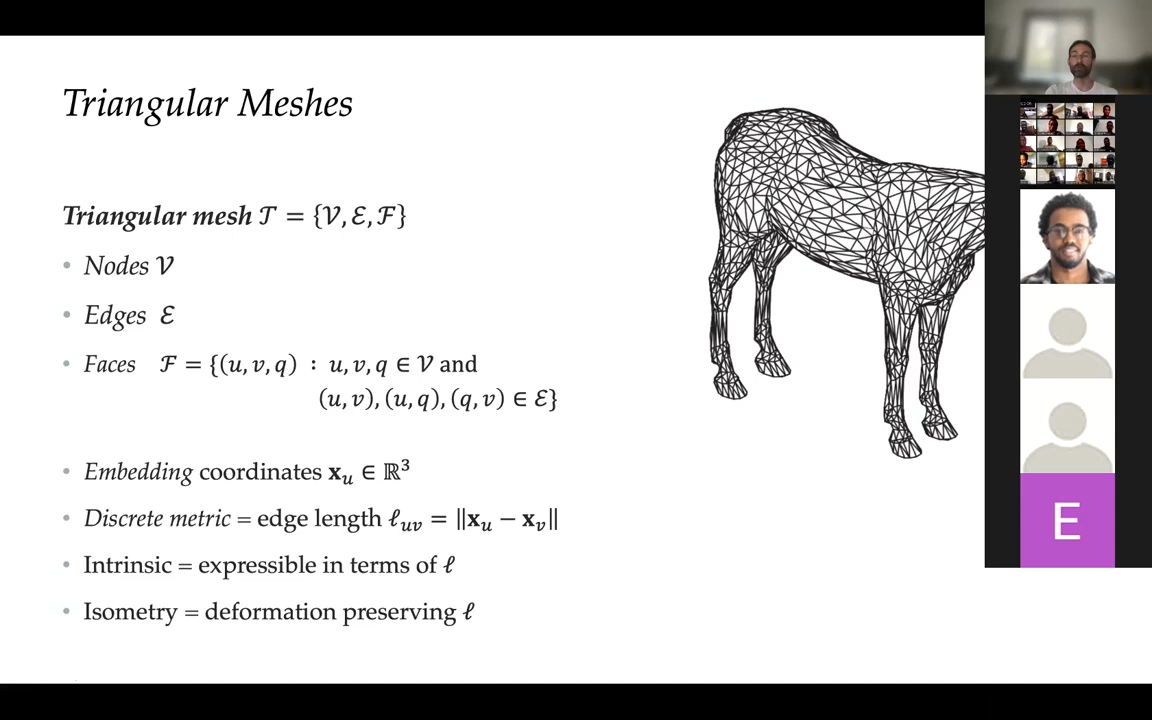 Triangular Meshes
Triangular mesh 𝒯 = {𝒱, ℰ, ℱ}
• Nodes 𝒱
• Edges ℰ
• Faces ℱ = {(u, v, q) : u, v, q ∈ 𝒱 and
(u, v), (u, q), (q, v) ∈ ℰ}
• Embedding coordinates 𝐱ᵤ ∈ ℝ³
• Discrete metric = edge length ℓᵤᵥ = ‖𝐱ᵤ − 𝐱ᵥ‖
• Intrinsic = expressible in terms of ℓ
• Isometry = deformation preserving ℓ
E